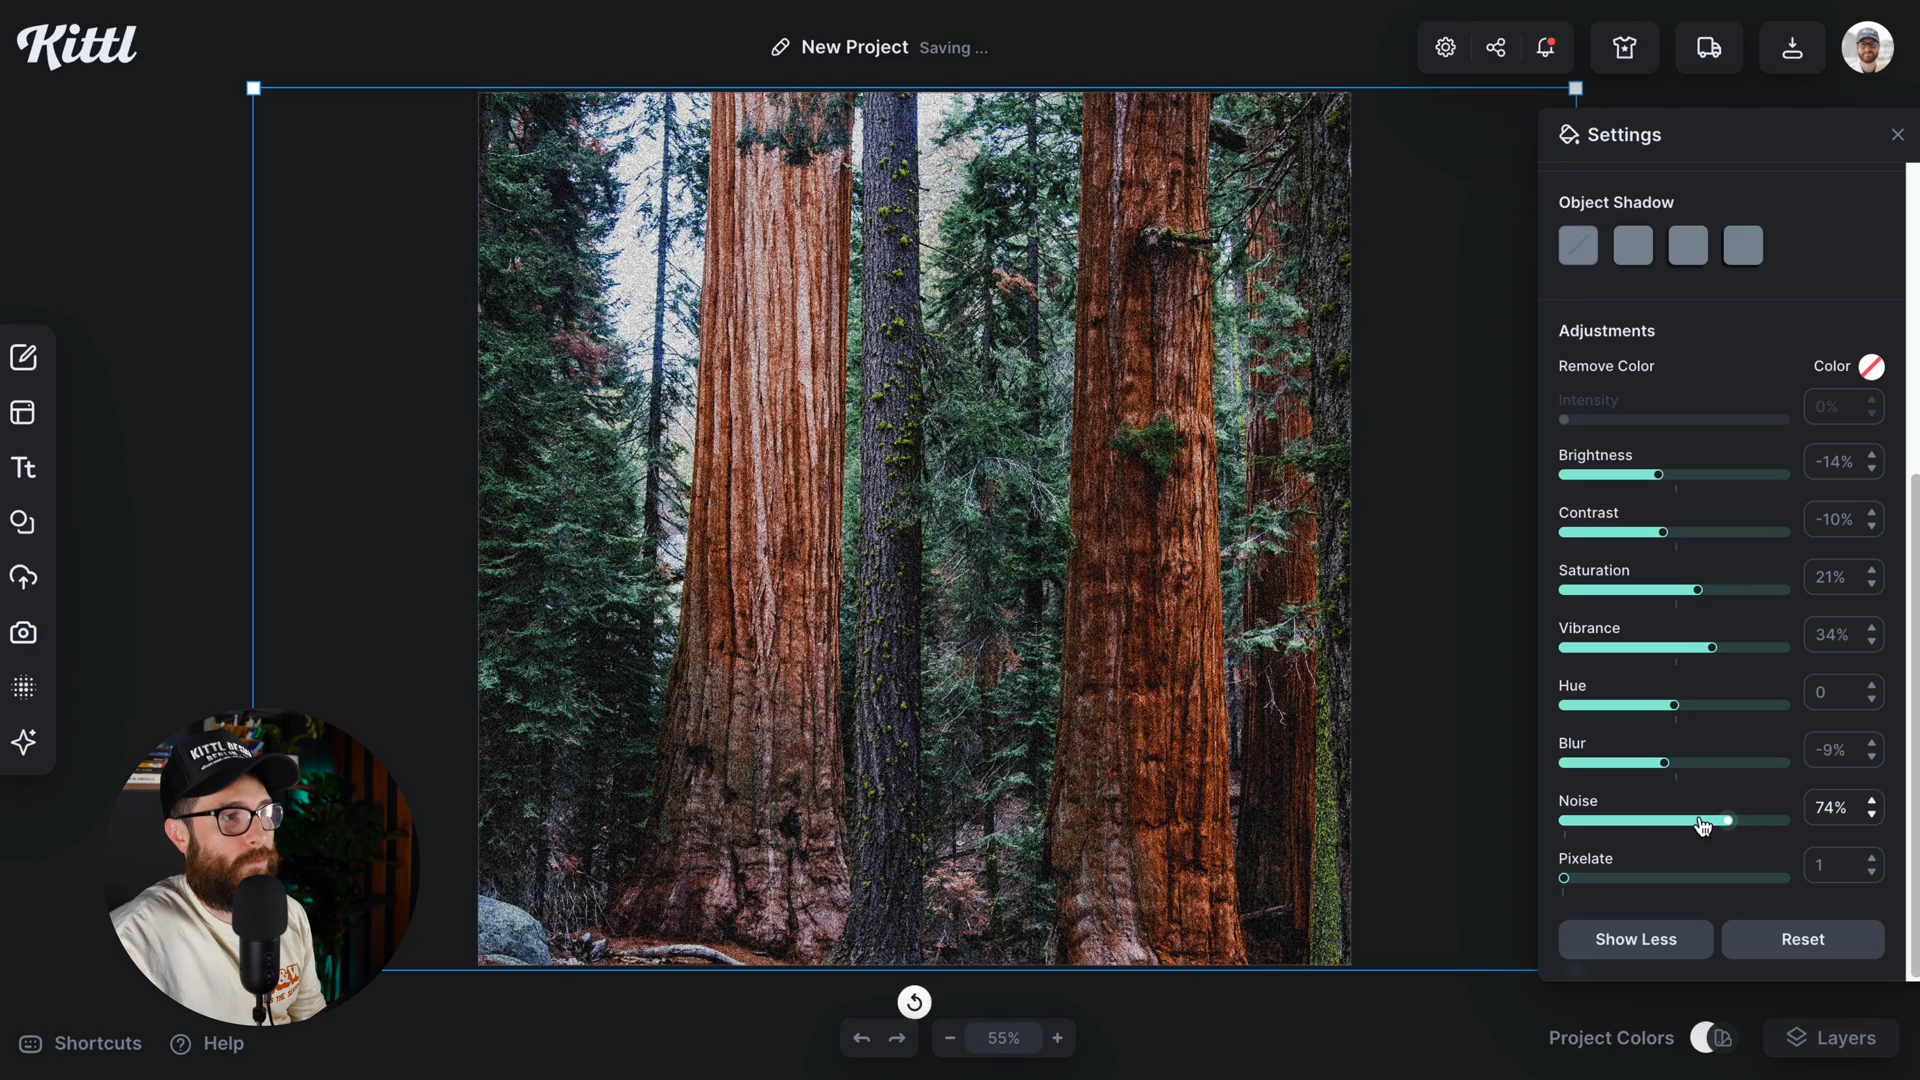 Kittl
New Project Saving ...
Settings
Object Shadow
Adjustments
Remove Color Color
Intensity 0%
Brightness -14%
Contrast -10%
Saturation 21%
Vibrance 34%
Hue 0
Blur -9%
Noise 74%
Pixelate 1
Show Less Reset
Tt
KITTL
Shortcuts Help
55%
Project Colors Layers